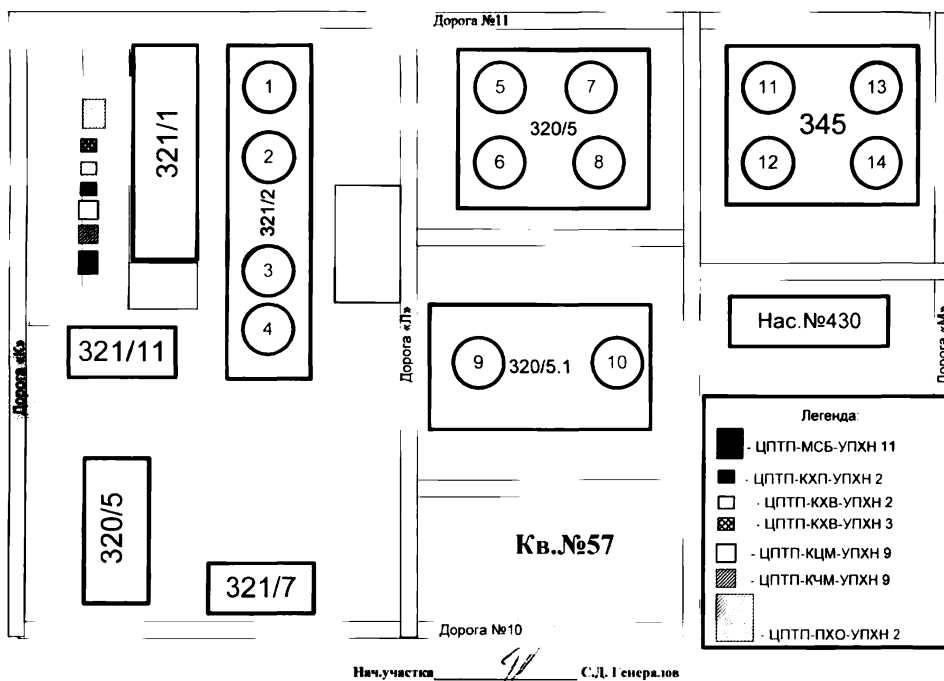 Дорога №11
321/1
1
2
321/2
3
4
5
7
320/5
6
8
11
13
345
12
14
321/11
9
320/5.1
10
Нас.№430
Дорога «К»
Дорога «Л»
Дорога «М»
320/5
321/7
Кв.№57
Легенда:
- ЦПТП-МСБ-УПХН 11
- ЦПТП-КХП-УПХН 2
- ЦПТП-КХВ-УПХН 2
- ЦПТП-КХВ-УПХН 3
- ЦПТП-КЦМ-УПХН 9
- ЦПТП-КЧМ-УПХН 9
- ЦПТП-ПХО-УПХН 2
Дорога №10
Нач.участка С.Д. Генералов